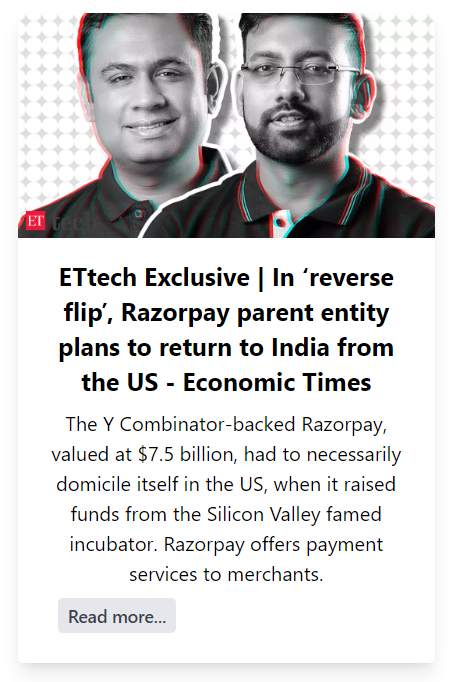 ET tech
ETtech Exclusive | In ‘reverse
flip’, Razorpay parent entity
plans to return to India from
the US - Economic Times
The Y Combinator-backed Razorpay,
valued at $7.5 billion, had to necessarily
domicile itself in the US, when it raised
funds from the Silicon Valley famed
incubator. Razorpay offers payment
services to merchants.
Read more...